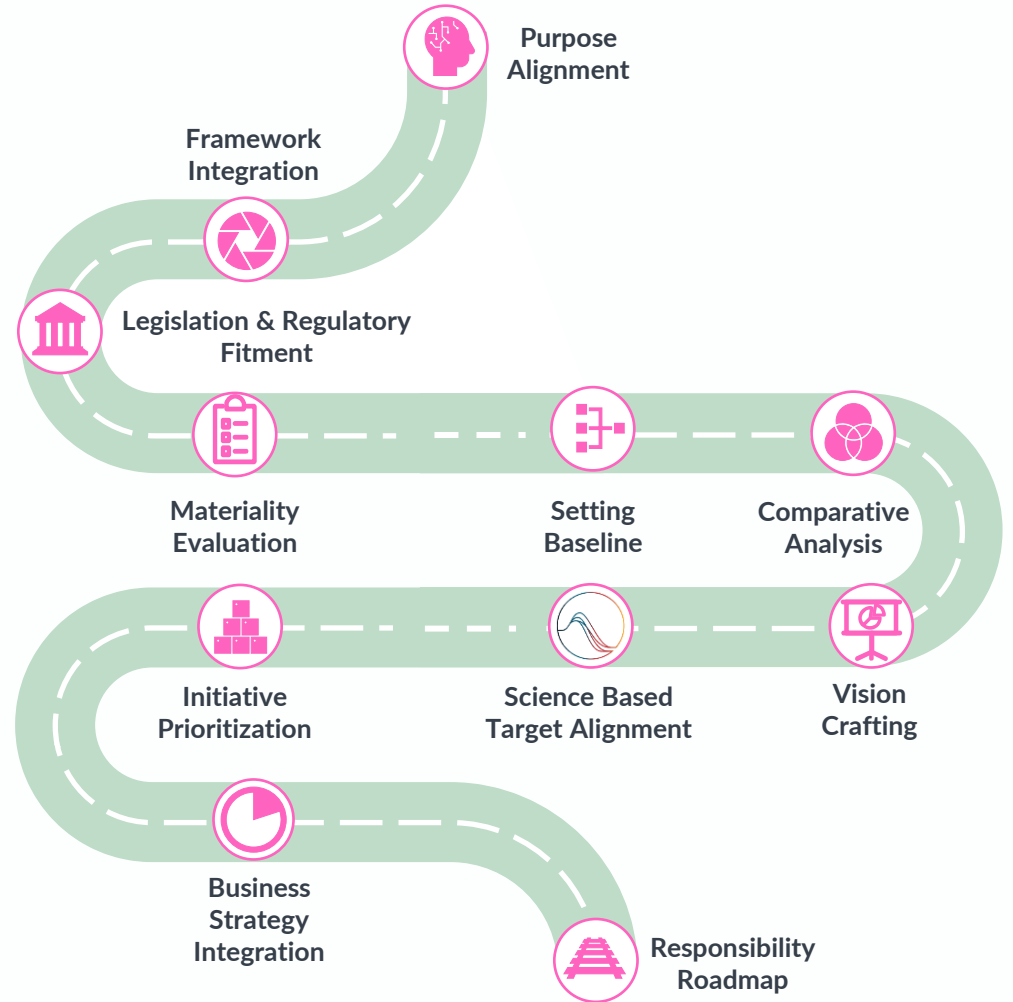 Purpose
Alignment
Framework
Integration
Legislation & Regulatory
Fitment
Materiality
Evaluation
Setting
Baseline
Comparative
Analysis
Vision
Crafting
Science Based
Target Alignment
Initiative
Prioritization
Business
Strategy
Integration
Responsibility
Roadmap